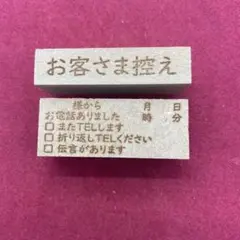 お客さま控え
様から　　月　日
お電話ありました　　時　分
□またTELします
□折り返しTELください
□伝言があります